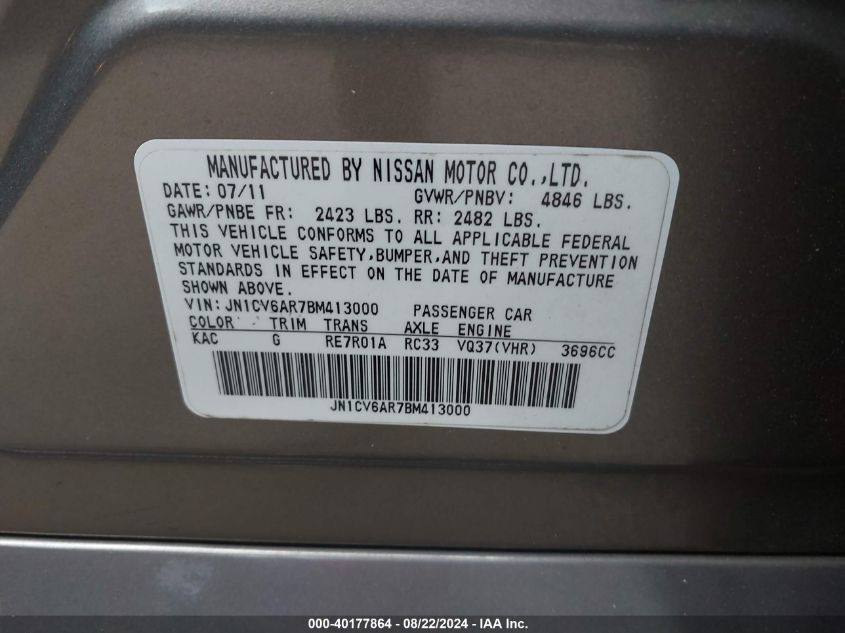 MANUFACTURED BY NISSAN MOTOR CO.,LTD.
DATE: 07/11 GVWR/PNBV: 4846 LBS.
GAWR/PNBE FR: 2423 LBS. RR: 2482 LBS.
THIS VEHICLE CONFORMS TO ALL APPLICABLE FEDERAL
MOTOR VEHICLE SAFETY,BUMPER,AND THEFT PREVENTION
STANDARDS IN EFFECT ON THE DATE OF MANUFACTURE
SHOWN ABOVE.
VIN: JN1CV6AR7BM413000 PASSENGER CAR
COLOR TRIM TRANS AXLE ENGINE
KAC G RE7R01A RC33 VQ37(VHR) 3696CC
JN1CV6AR7BM413000
000-40177864 - 08/22/2024 - IAA Inc.